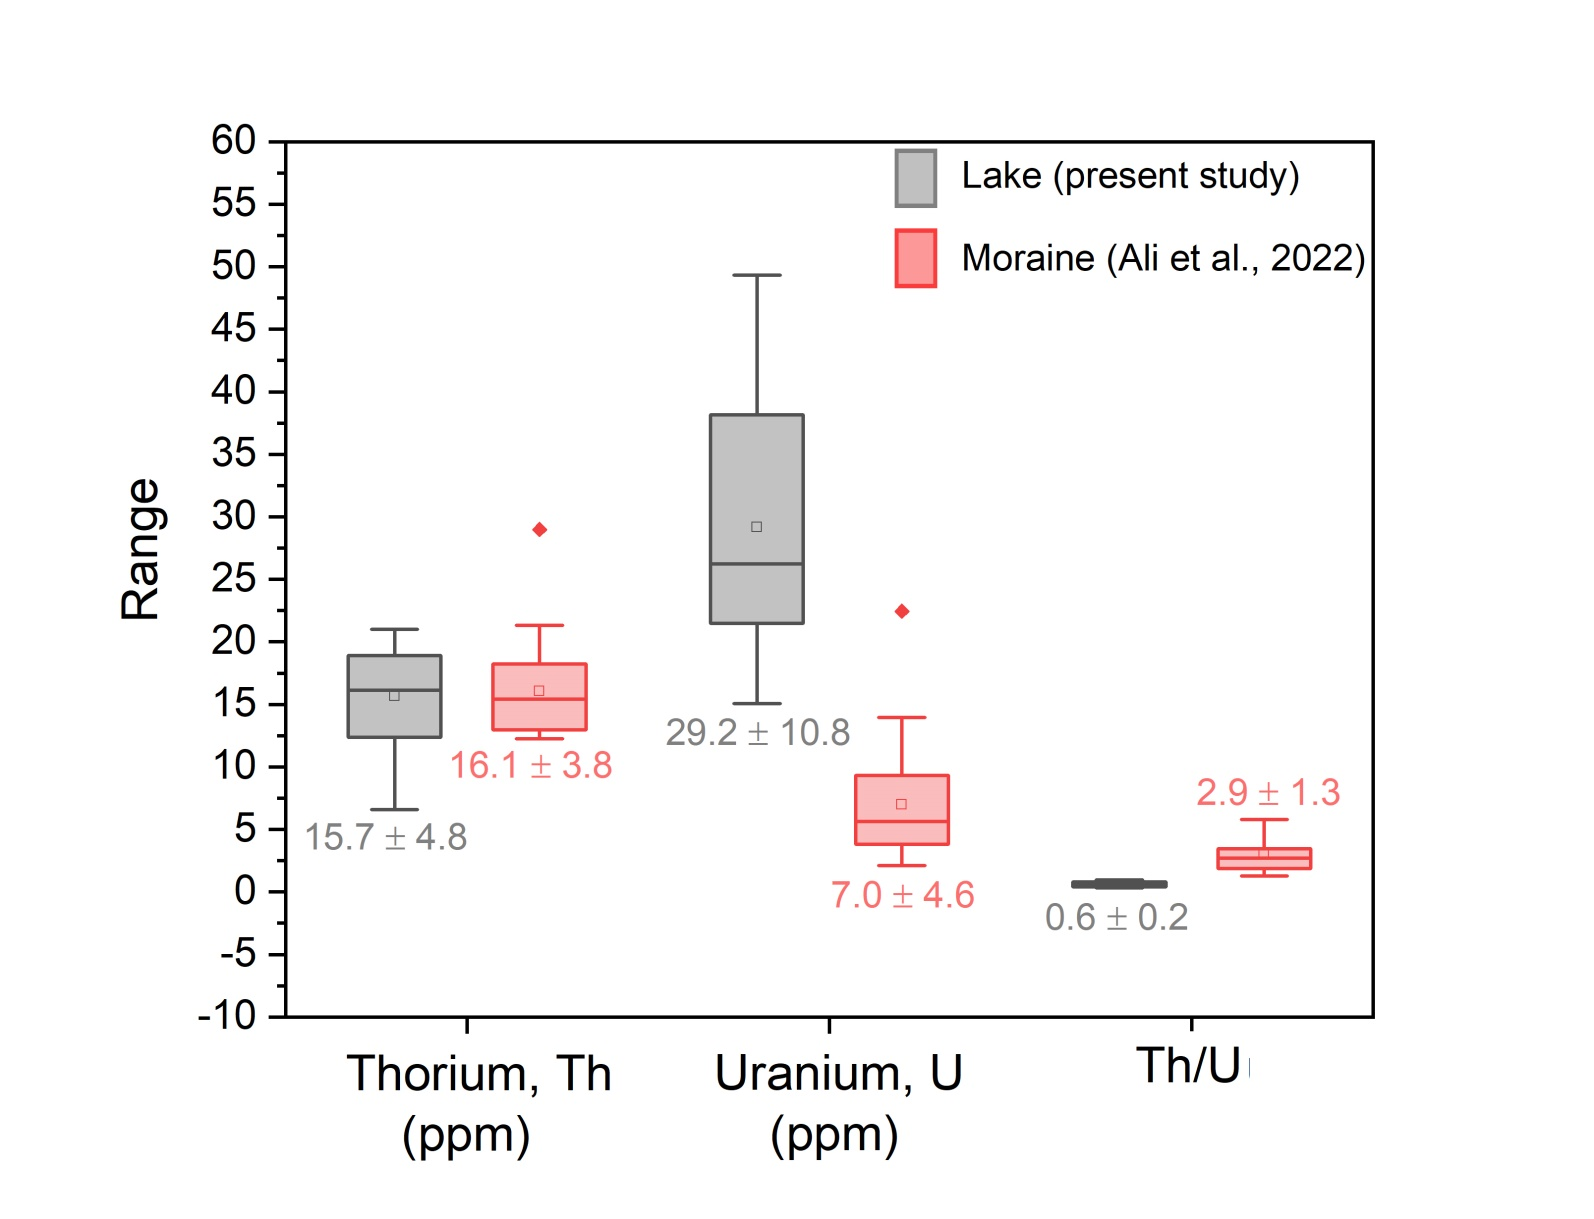 60
55
50
45
40
35
30
25
20
15
10
5
0
-5
-10
Range
Lake (present study)
Moraine (Ali et al., 2022)
15.7 ± 4.8
16.1 ± 3.8
29.2 ± 10.8
7.0 ± 4.6
0.6 ± 0.2
2.9 ± 1.3
Thorium, Th
(ppm)
Uranium, U
(ppm)
Th/U